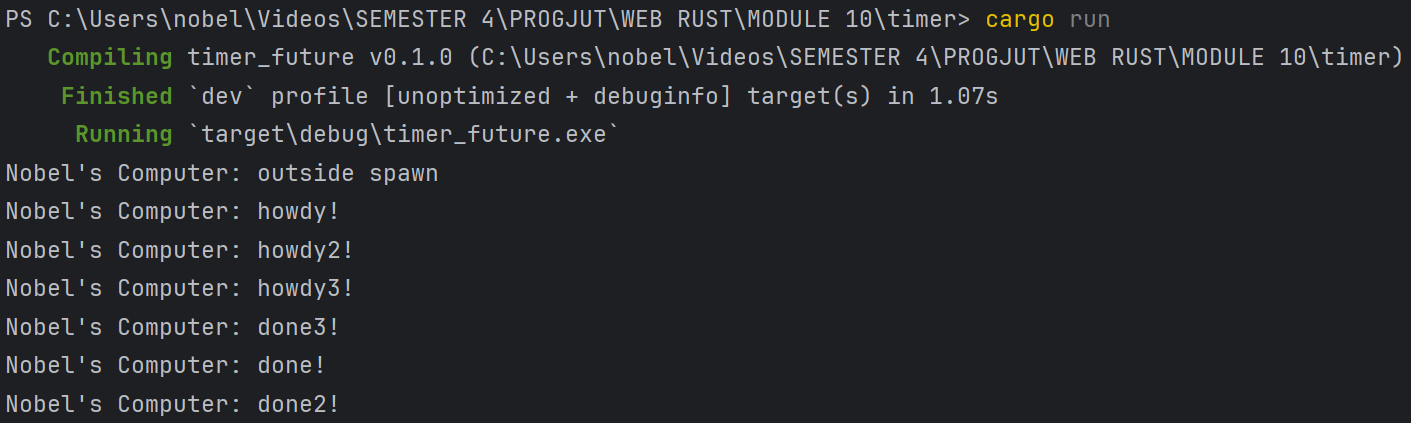 PS C:\Users\nobel\Videos\SEMESTER 4\PROGJUT\WEB RUST\MODULE 10\timer> cargo run
   Compiling timer_future v0.1.0 (C:\Users\nobel\Videos\SEMESTER 4\PROGJUT\WEB RUST\MODULE 10\timer)
    Finished `dev` profile [unoptimized + debuginfo] target(s) in 1.07s
     Running `target\debug\timer_future.exe`
Nobel's Computer: outside spawn
Nobel's Computer: howdy!
Nobel's Computer: howdy2!
Nobel's Computer: howdy3!
Nobel's Computer: done3!
Nobel's Computer: done!
Nobel's Computer: done2!